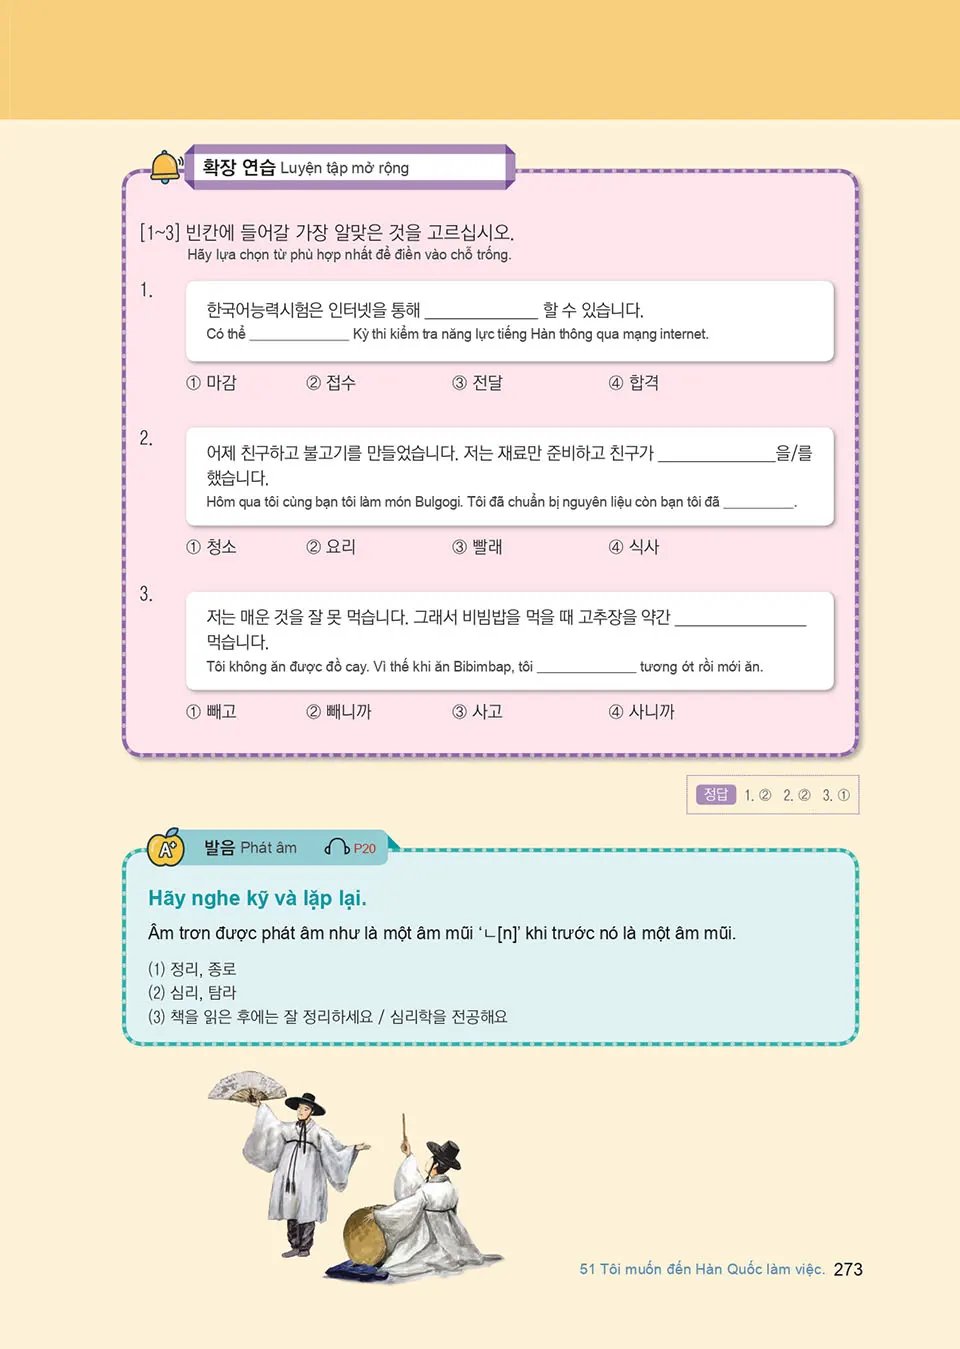 확장 연습 Luyện tập mở rộng
[1~3] 빈칸에 들어갈 가장 알맞은 것을 고르십시오.
Hãy lựa chọn từ phù hợp nhất để điền vào chỗ trống.
1.
한국어능력시험은 인터넷을 통해 ____________ 할 수 있습니다.
Có thể ____________ Kỳ thi kiểm tra năng lực tiếng Hàn thông qua mạng internet.
① 마감 ② 접수 ③ 전달 ④ 합격
2.
어제 친구하고 불고기를 만들었습니다. 저는 재료만 준비하고 친구가 ____________을/를
했습니다.
Hôm qua tôi cùng bạn tôi làm món Bulgogi. Tôi đã chuẩn bị nguyên liệu còn bạn tôi đã _________.
① 청소 ② 요리 ③ 빨래 ④ 식사
3.
저는 매운 것을 잘 못 먹습니다. 그래서 비빔밥을 먹을 때 고추장을 약간 ______________
먹습니다.
Tôi không ăn được đồ cay. Vì thế khi ăn Bibimbap, tôi ____________ tương ớt rồi mới ăn.
① 빼고 ② 빼니까 ③ 사고 ④ 사니까
정답 1. ② 2. ② 3. ①
A+ 발음 Phát âm P20
Hãy nghe kỹ và lặp lại.
Âm trơn được phát âm như là một âm mũi ‘ㄴ[n]’ khi trước nó là một âm mũi.
(1) 정리, 종로
(2) 심리, 탐라
(3) 책을 읽은 후에는 잘 정리하세요 / 심리학을 전공해요
51 Tôi muốn đến Hàn Quốc làm việc. 273